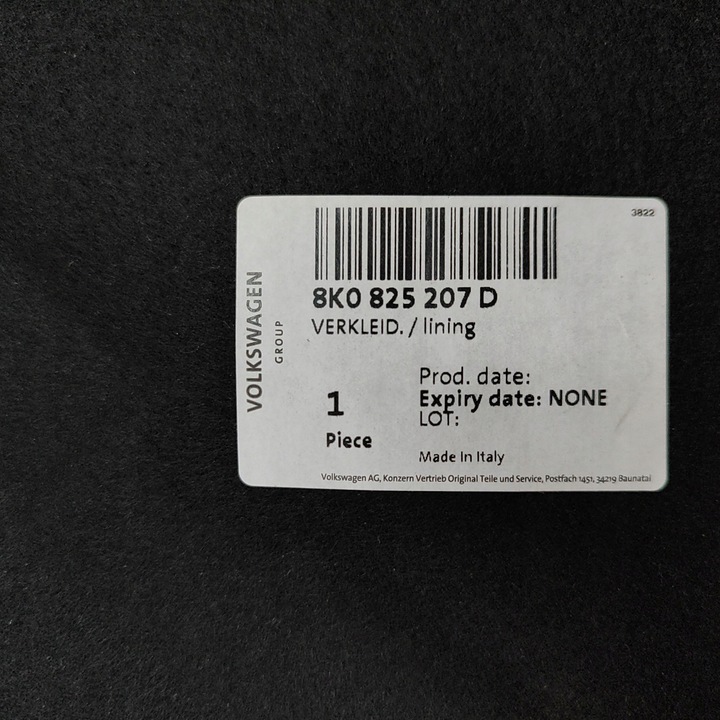 3822
VOLKSWAGEN
GROUP
8K0 825 207 D
VERKLEID. / lining
1
Piece
Prod. date:
Expiry date: NONE
LOT:
Made In Italy
Volkswagen AG, Konzern Vertrieb Original Teile und Service, Postfach 1451, 34219 Baunatal